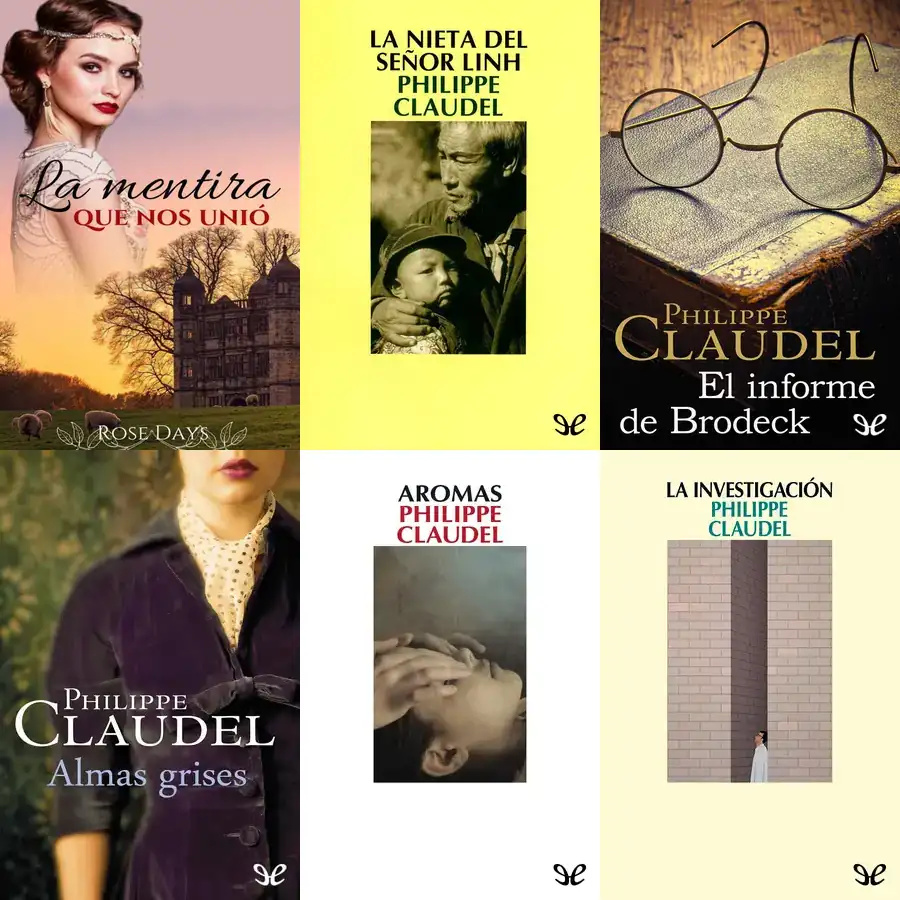 La mentira
QUE NOS UNIÓ
ROSE DAYS
LA NIETA DEL
SEÑOR LINH
PHILIPPE
CLAUDEL
PHILIPPE
CLAUDEL
El informe
de Brodeck
PHILIPPE
CLAUDEL
Almas grises
AROMAS
PHILIPPE
CLAUDEL
LA INVESTIGACIÓN
PHILIPPE
CLAUDEL